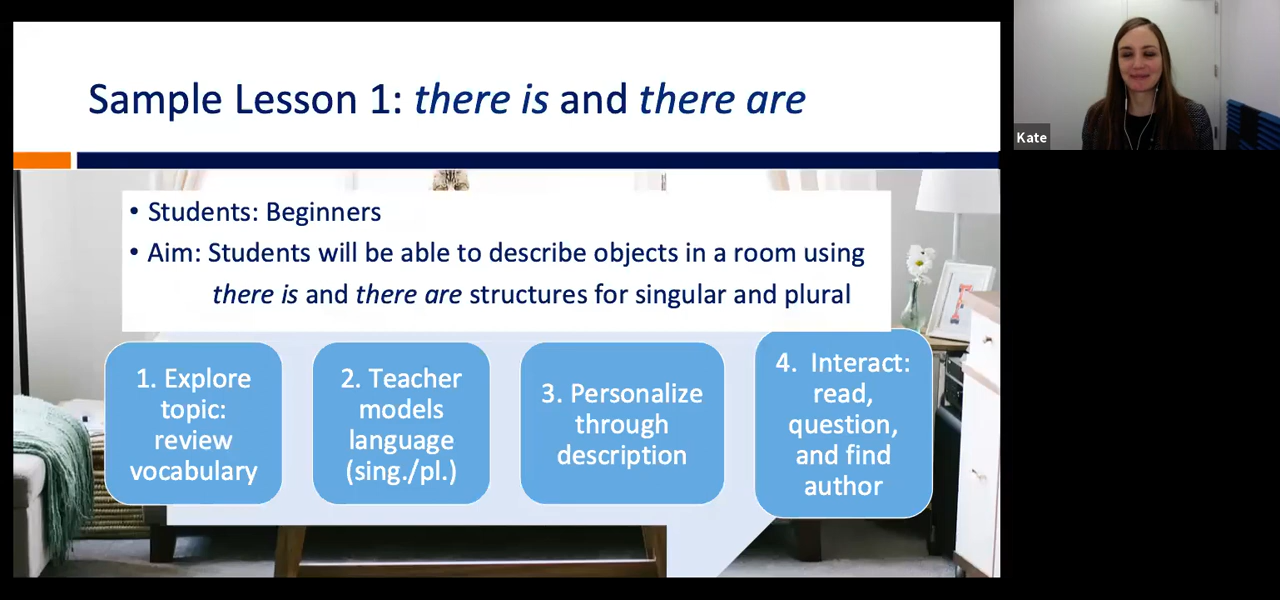 Sample Lesson 1: there is and there are
Kate
• Students: Beginners
• Aim: Students will be able to describe objects in a room using
there is and there are structures for singular and plural
1. Explore
topic:
review
vocabulary
2. Teacher
models
language
(sing./pl.)
3. Personalize
through
description
4. Interact:
read,
question,
and find
author